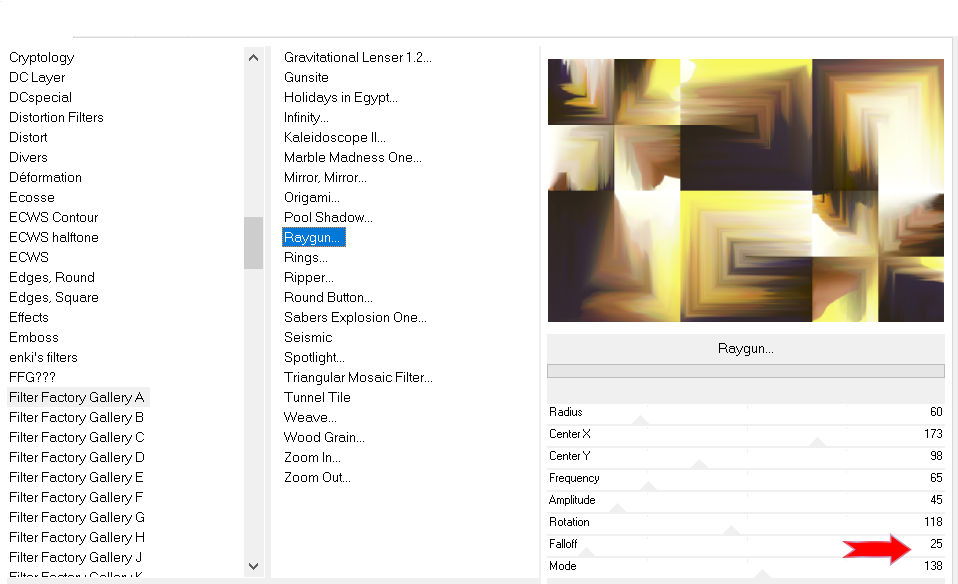 Cryptology
DC Layer
DCspecial
Distortion Filters
Distort
Divers
Déformation
Ecosse
ECWS Contour
ECWS halftone
ECWS
Edges, Round
Edges, Square
Effects
Emboss
enki's filters
FFG???
Filter Factory Gallery A
Filter Factory Gallery B
Filter Factory Gallery C
Filter Factory Gallery D
Filter Factory Gallery E
Filter Factory Gallery F
Filter Factory Gallery G
Filter Factory Gallery H
Filter Factory Gallery J
Filter Factory Gallery K
Gravitational Lenser 1.2...
Gunsite
Holidays in Egypt...
Infinity...
Kaleidoscope II...
Marble Madness One...
Mirror, Mirror...
Origami...
Pool Shadow...
Raygun...
Rings...
Ripper...
Round Button...
Sabers Explosion One...
Seismic
Spotlight...
Triangular Mosaic Filter...
Tunnel Tile
Weave...
Wood Grain...
Zoom In...
Zoom Out...
Raygun...
Radius 60
Center X 173
Center Y 98
Frequency 65
Amplitude 45
Rotation 118
Falloff 25
Mode 138